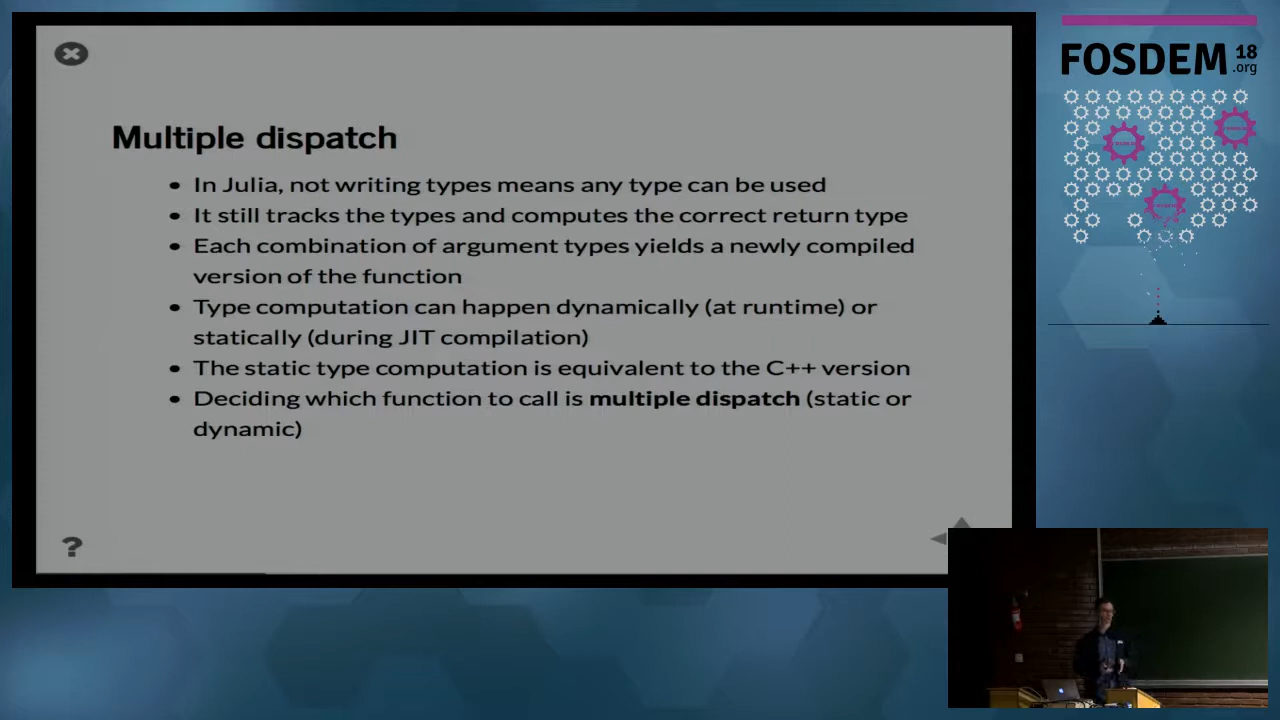 Multiple dispatch
• In Julia, not writing types means any type can be used
• It still tracks the types and computes the correct return type
• Each combination of argument types yields a newly compiled
version of the function
• Type computation can happen dynamically (at runtime) or
statically (during JIT compilation)
• The static type computation is equivalent to the C++ version
• Deciding which function to call is multiple dispatch (static or
dynamic)
?
FOSDEM 18
.org